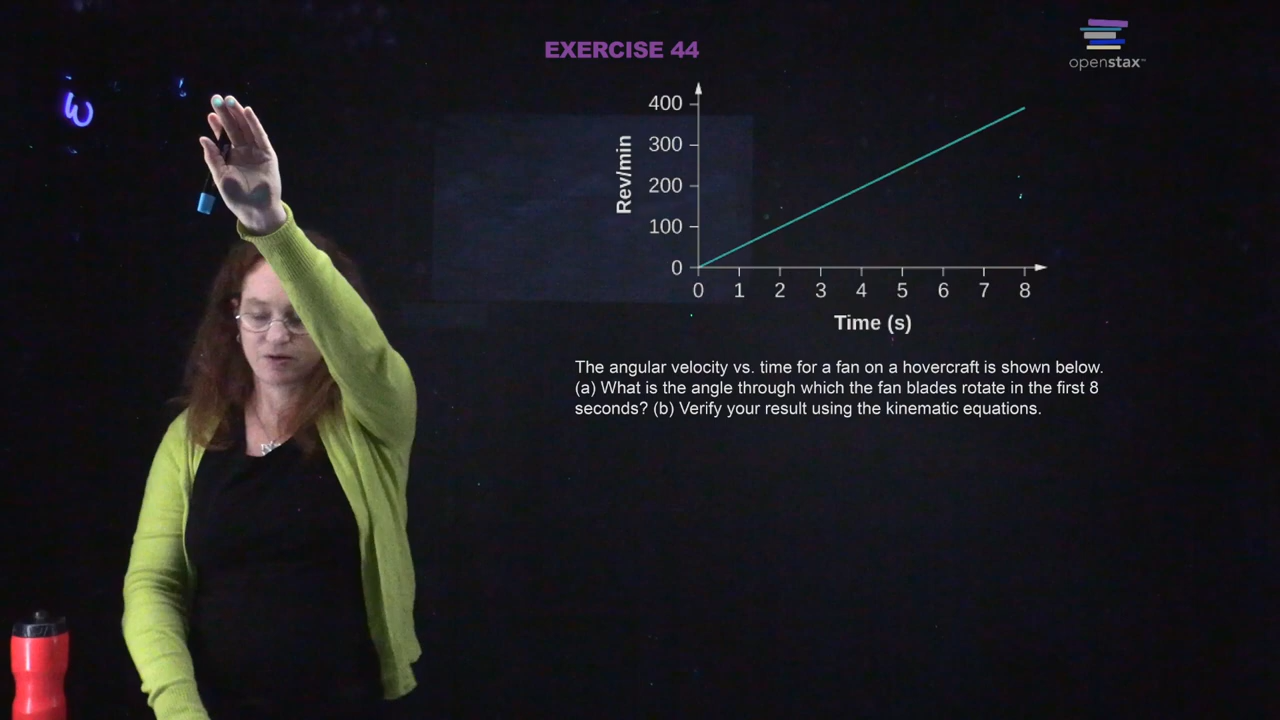 EXERCISE 44
openstax™
ω
Rev/min
400
300
200
100
0
0 1 2 3 4 5 6 7 8
Time (s)
The angular velocity vs. time for a fan on a hovercraft is shown below.
(a) What is the angle through which the fan blades rotate in the first 8
seconds? (b) Verify your result using the kinematic equations.